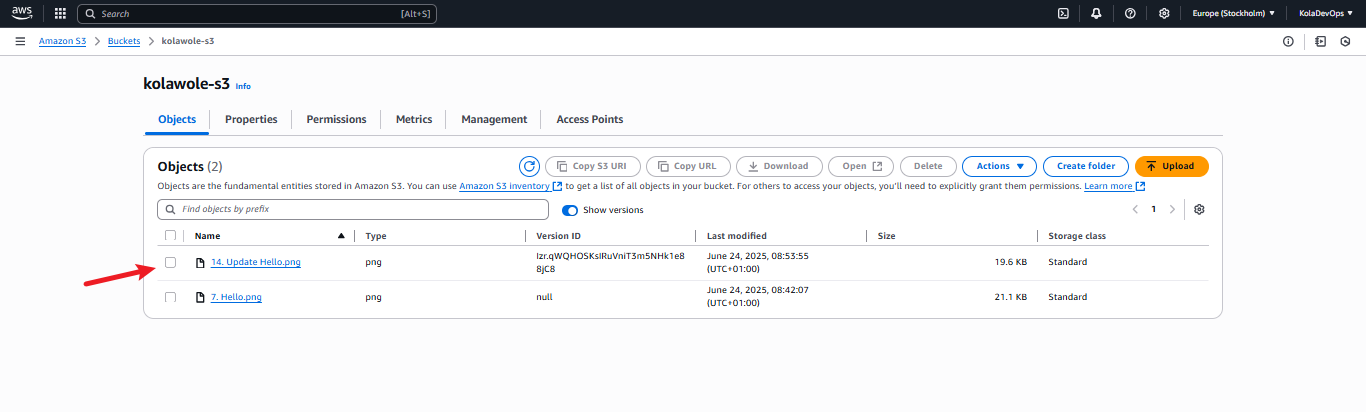 aws
Search [Alt+S] Europe (Stockholm) KolaDevOps
Amazon S3 Buckets kolawole-s3
kolawole-s3 Info
Objects Properties Permissions Metrics Management Access Points
Objects (2) Copy S3 URI Copy URL Download Open Delete Actions Create folder Upload
Objects are the fundamental entities stored in Amazon S3. You can use Amazon S3 inventory to get a list of all objects in your bucket. For others to access your objects, you'll need to explicitly grant them permissions. Learn more
Find objects by prefix Show versions 1
Name Type Version ID Last modified Size Storage class
14. Update Hello.png png June 24, 2025, 08:53:55 19.6 KB Standard
8jC8 (UTC+01:00)
7. Hello.png png null June 24, 2025, 08:42:07 21.1 KB Standard
(UTC+01:00)